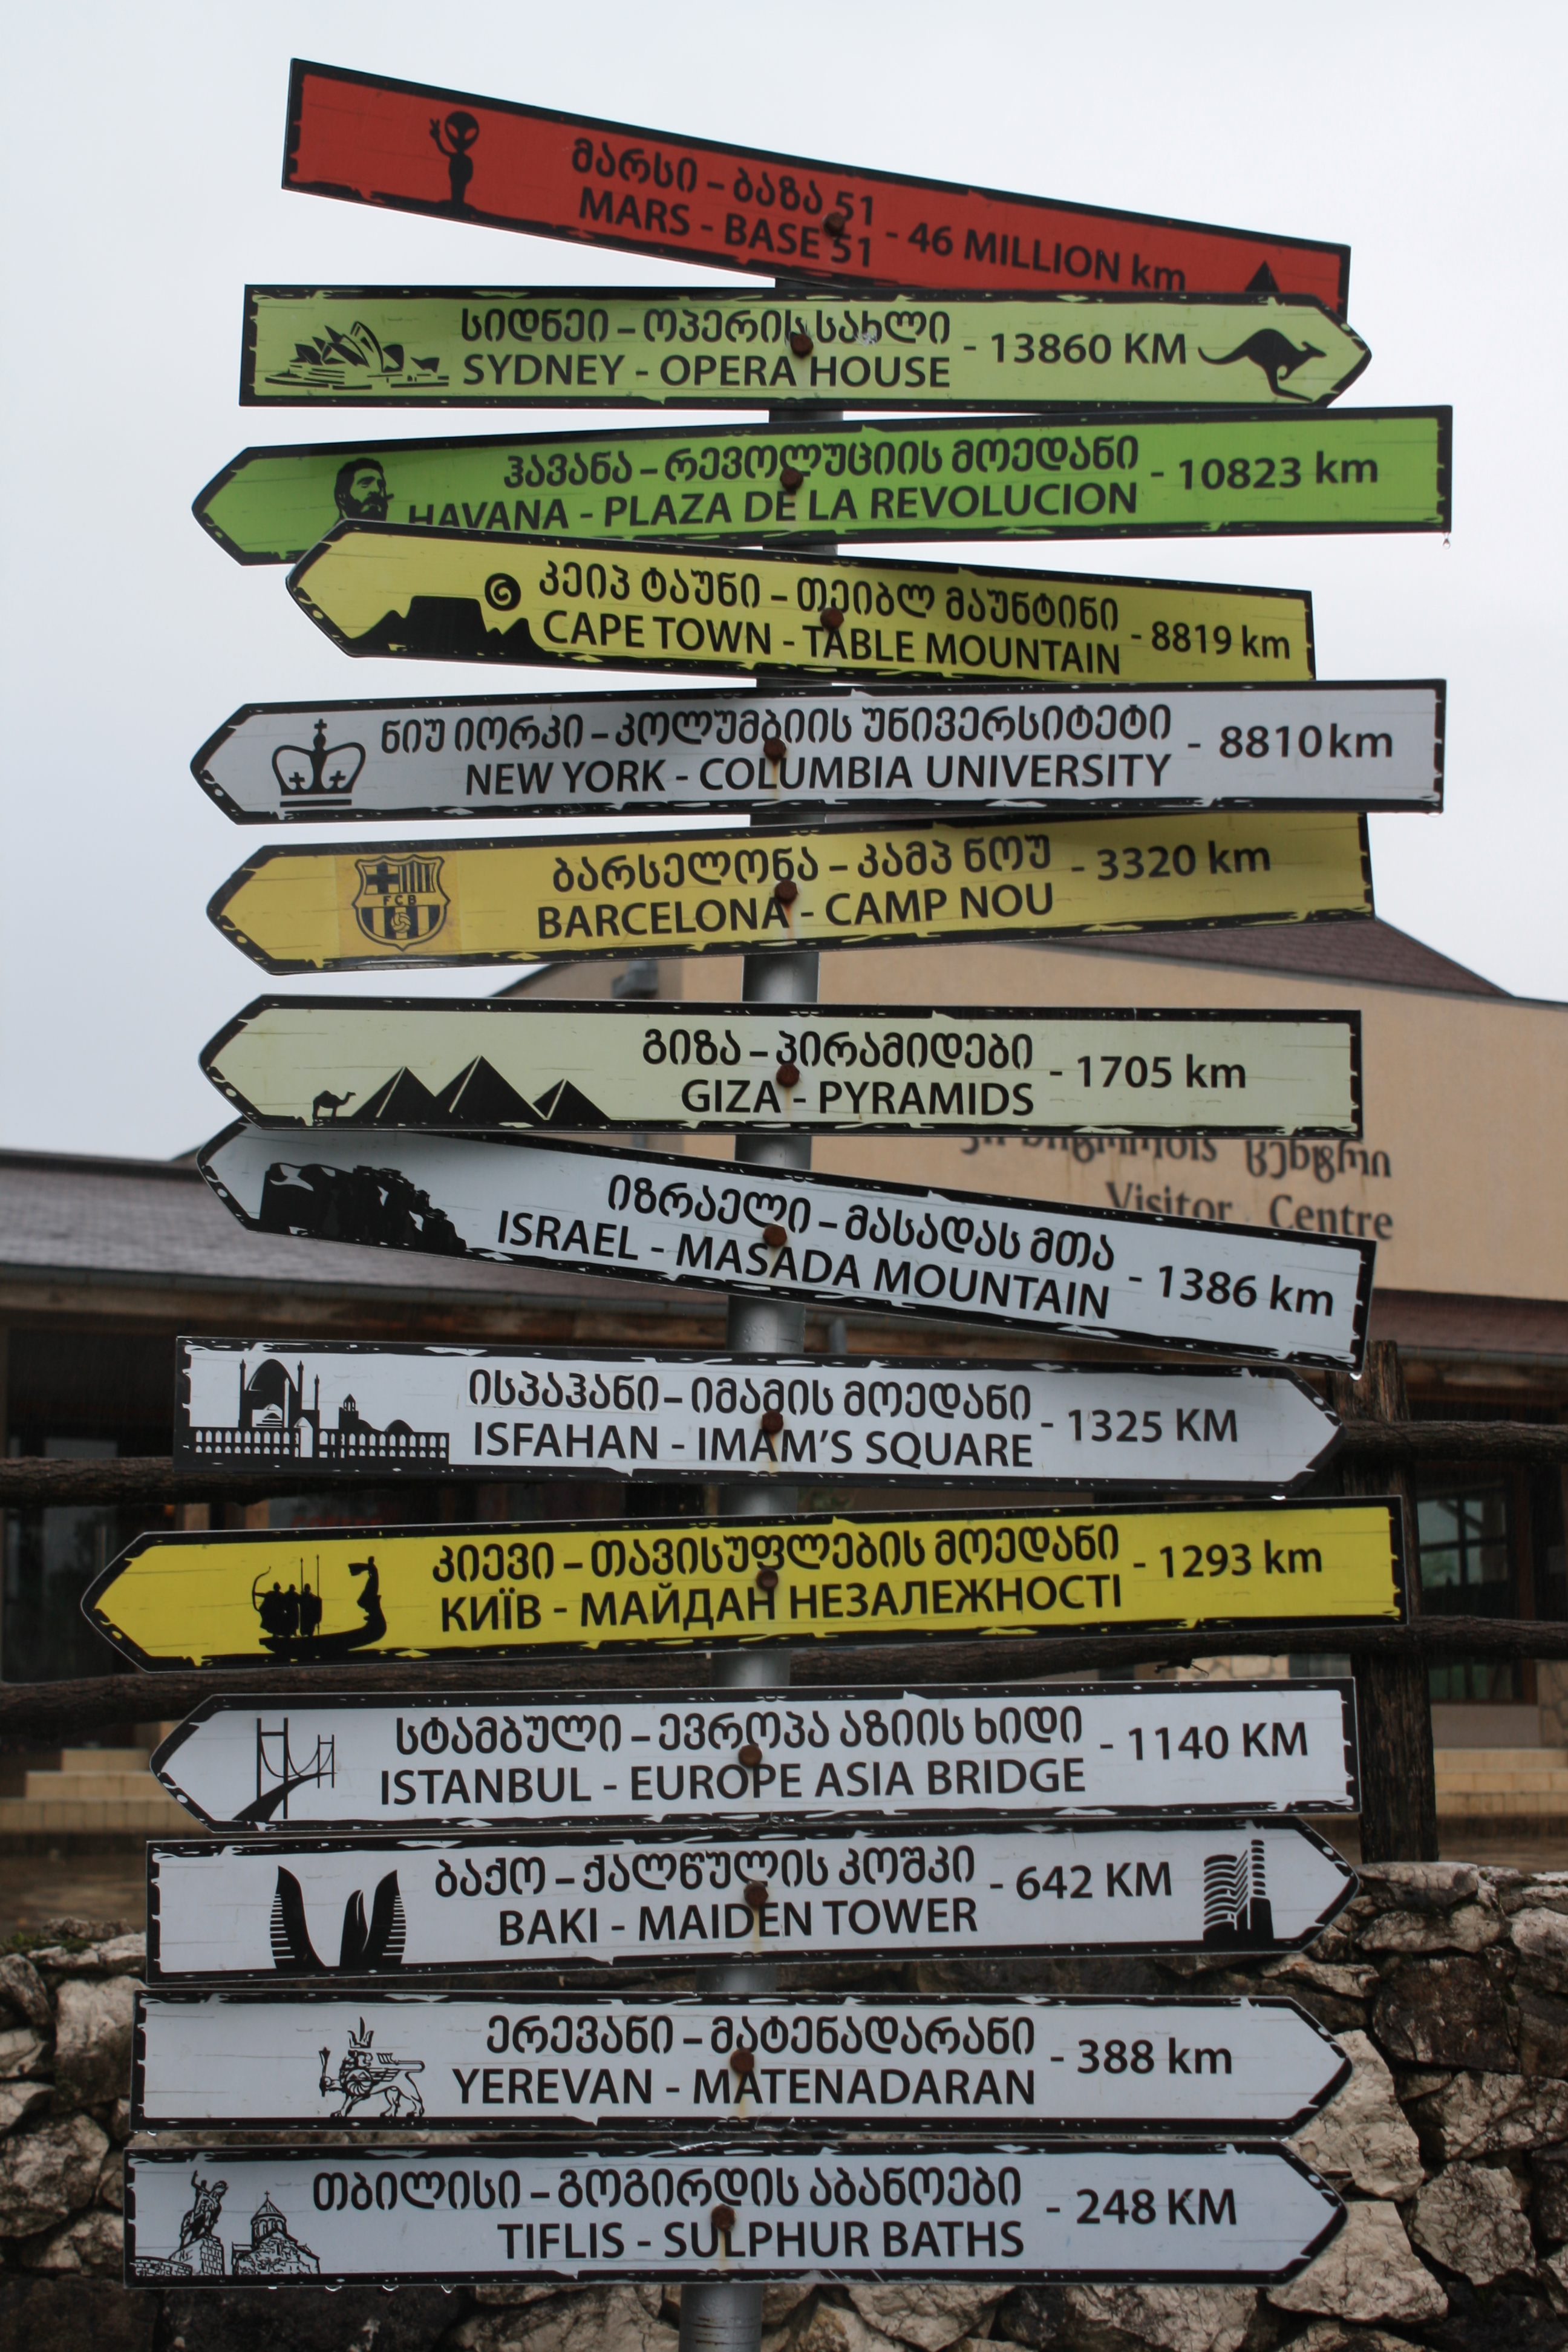 მარსი – ბაზა 51
MARS - BASE 51
- 46 MILLION km
სიდნეი – ოპერის სახლი
SYDNEY - OPERA HOUSE
- 13860 KM
ჰავანა – რევოლუციის მოედანი
HAVANA - PLAZA DE LA REVOLUCION
- 10823 km
კეიპ ტაუნი – თეიბლ მაუნტინი
CAPE TOWN - TABLE MOUNTAIN
- 8819 km
ნიუ იორკი – კოლუმბიის უნივერსიტეტი
NEW YORK - COLUMBIA UNIVERSITY
- 8810 km
FCB
ბარსელონა – კამპ ნოუ
BARCELONA - CAMP NOU
- 3320 km
გიზა – პირამიდები
GIZA - PYRAMIDS
- 1705 km
ცენტრი
Visitor Centre
იზრაელი – მასადას მთა
ISRAEL - MASADA MOUNTAIN
- 1386 km
ისპაჰანი – იმამის მოედანი
ISFAHAN - IMAM'S SQUARE
- 1325 KM
კიევი – თავისუფლების მოედანი
КИЇВ - МАЙДАН НЕЗАЛЕЖНОСТІ
- 1293 km
სტამბული – ევროპა აზიის ხიდი
ISTANBUL - EUROPE ASIA BRIDGE
- 1140 KM
ბაქო – ქალწულის კოშკი
BAKI - MAIDEN TOWER
- 642 KM
ერევანი – მატენადარანი
YEREVAN - MATENADARAN
- 388 km
თბილისი – გოგირდის აბანოები
TIFLIS - SULPHUR BATHS
- 248 KM